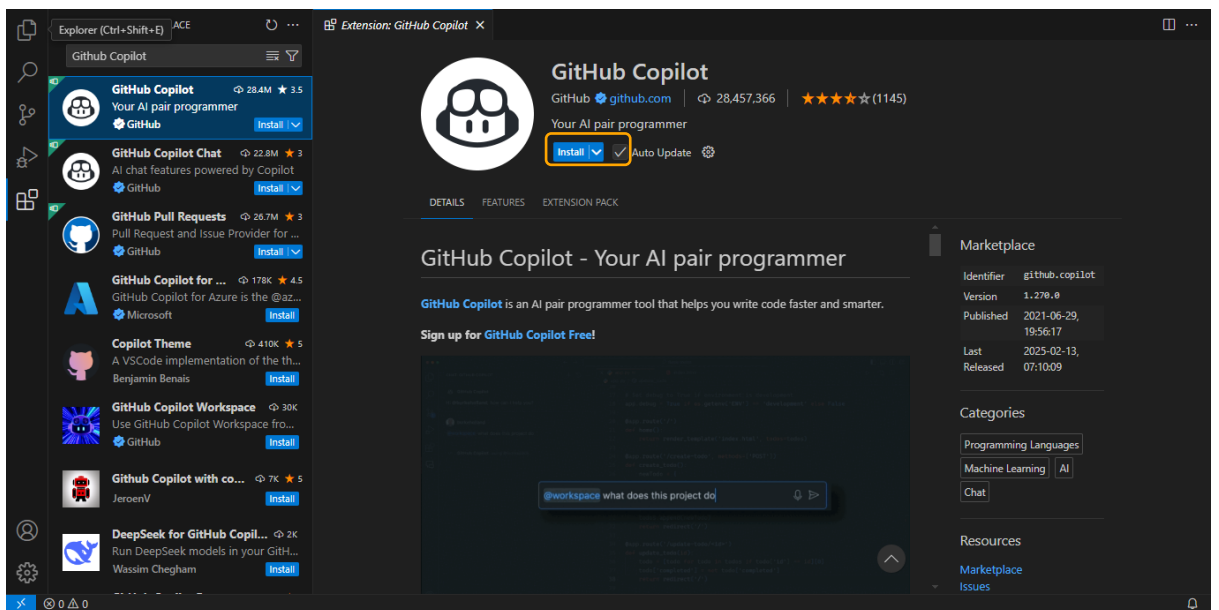 Explorer (Ctrl+Shift+E)
ACE
Github Copilot
GitHub Copilot 28.4M ★ 3.5
Your AI pair programmer
GitHub Install
GitHub Copilot Chat 22.8M ★ 3
AI chat features powered by Copilot
GitHub Install
GitHub Pull Requests 26.7M ★ 3
Pull Request and Issue Provider for ...
GitHub Install
GitHub Copilot for ... 178K ★ 4.5
GitHub Copilot for Azure is the @az...
Microsoft Install
Copilot Theme 410K ★ 5
A VSCode implementation of the th...
Benjamin Benais Install
GitHub Copilot Workspace 30K
Use GitHub Copilot Workspace fro...
GitHub Install
Github Copilot with co... 7K ★ 5
JeroenV Install
DeepSeek for GitHub Copil... 2K
Run DeepSeek models in your GitH...
Wassim Chegham Install
0 0
Extension: GitHub Copilot
GitHub Copilot
GitHub github.com 28,457,366 ★★★★☆(1145)
Your AI pair programmer
Install Auto Update
DETAILS FEATURES EXTENSION PACK
GitHub Copilot - Your AI pair programmer
GitHub Copilot is an AI pair programmer tool that helps you write code faster and smarter.
Sign up for GitHub Copilot Free!
@workspace what does this project do
Marketplace
Identifier github.copilot
Version 1.270.0
Published 2021-06-29,
19:56:17
Last 2025-02-13,
Released 07:10:09
Categories
Programming Languages
Machine Learning AI
Chat
Resources
Marketplace
Issues